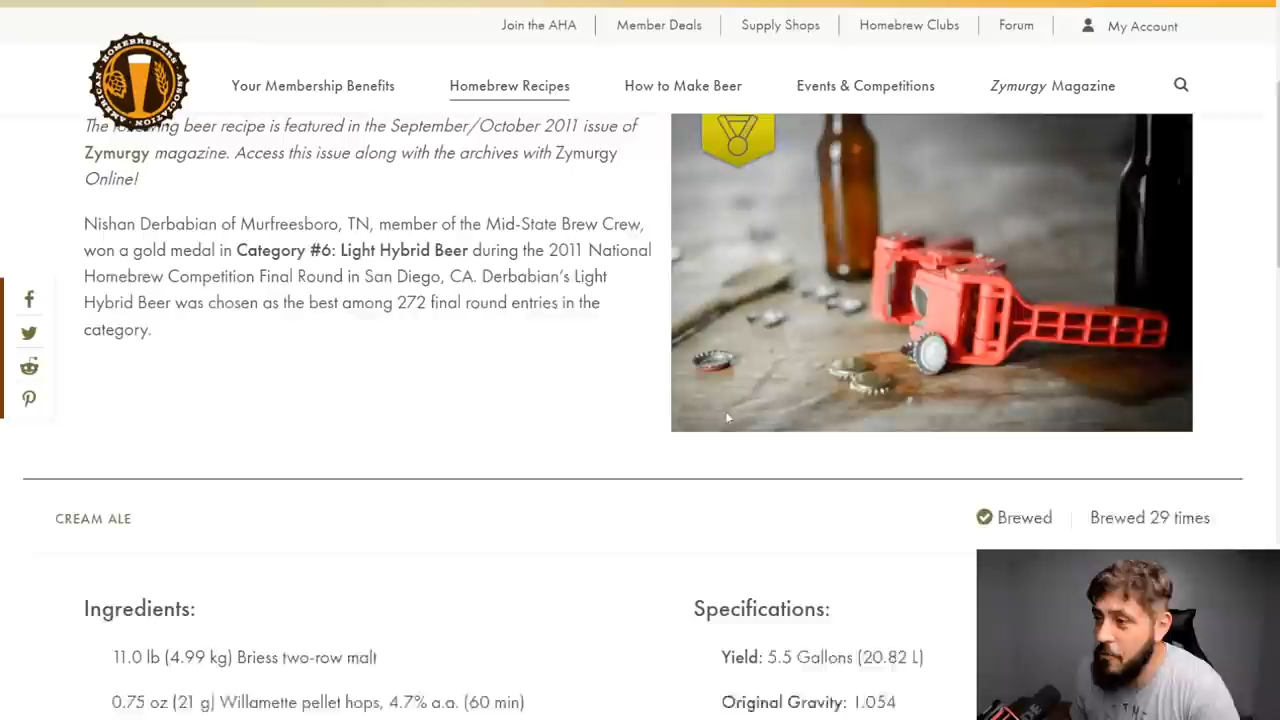 Join the AHA
Member Deals
Supply Shops
Homebrew Clubs
Forum
My Account
AMERICAN HOMEBREWERS ASSOCIATION
Your Membership Benefits
Homebrew Recipes
How to Make Beer
Events & Competitions
Zymurgy Magazine
beer recipe is featured in the September/October 2011 issue of
Zymurgy magazine. Access this issue along with the archives with Zymurgy
Online!
Nishan Derbabian of Murfreesboro, TN, member of the Mid-State Brew Crew,
won a gold medal in Category #6: Light Hybrid Beer during the 2011 National
Homebrew Competition Final Round in San Diego, CA. Derbabian's Light
Hybrid Beer was chosen as the best among 272 final round entries in the
category.
CREAM ALE
Brewed
Brewed 29 times
Ingredients:
11.0 lb (4.99 kg) Briess two-row malt
0.75 oz (21 g) Willamette pellet hops, 4.7% a.a. (60 min)
Specifications:
Yield: 5.5 Gallons (20.82 L)
Original Gravity: 1.054